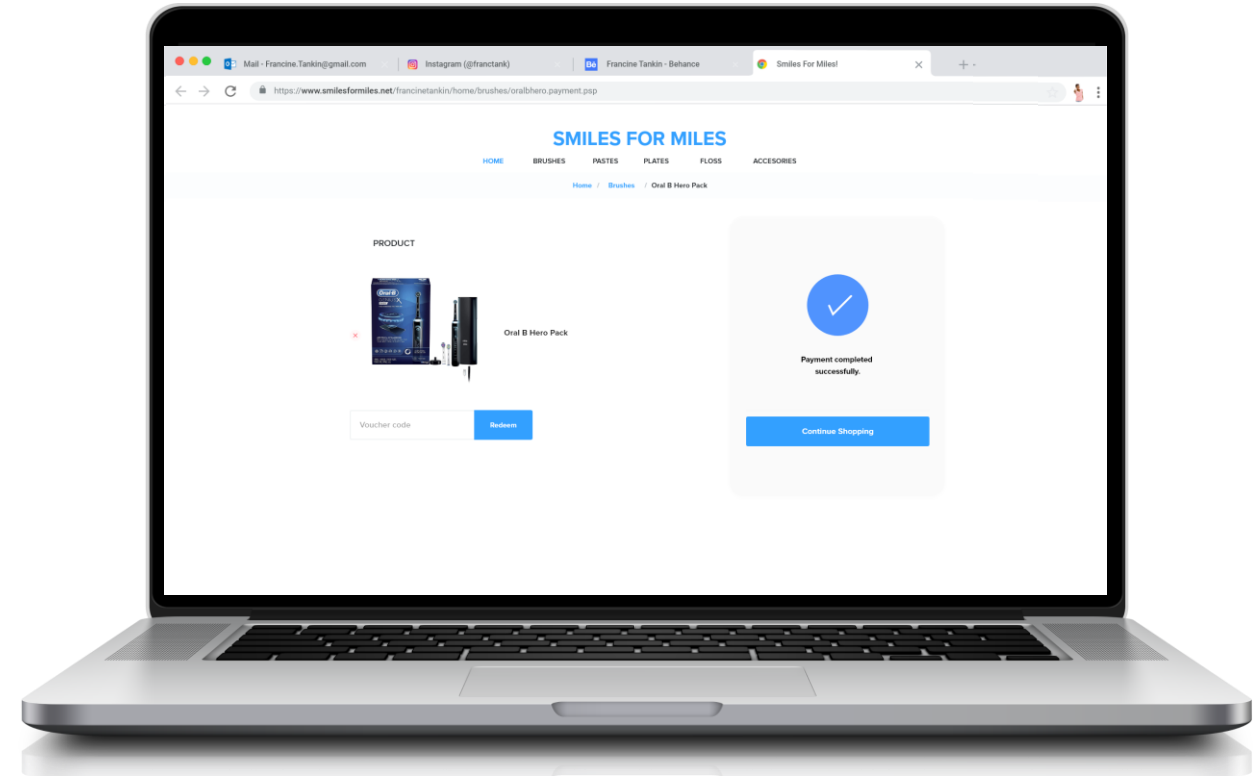 Mail - Francine.Tankin@gmail.com
Instagram (@franctank)
Bē Francine Tankin - Behance
Smiles For Miles!
https://www.smilesformiles.net/francinetankin/home/brushes/oralbhero.payment.psp
SMILES FOR MILES
HOME BRUSHES PASTES PLATES FLOSS ACCESORIES
Home / Brushes / Oral B Hero Pack
PRODUCT
Oral-B
Oral B Hero Pack
Payment completed
successfully.
Voucher code Redeem
Continue Shopping